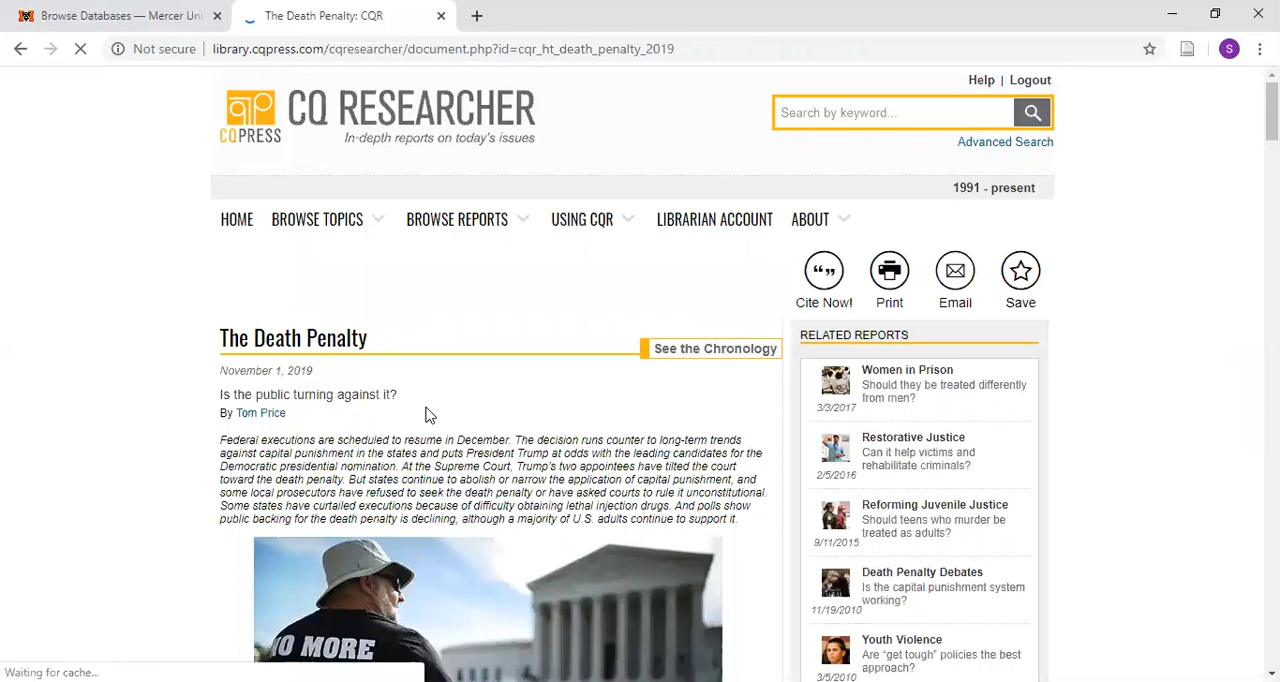 Browse Databases — Mercer Uni
The Death Penalty: CQR
Not secure
library.cqpress.com/cqresearcher/document.php?id=cqr_ht_death_penalty_2019
S
Help | Logout
CQPRESS
CQ RESEARCHER
In-depth reports on today's issues
Search by keyword...
Advanced Search
1991 - present
HOME
BROWSE TOPICS
BROWSE REPORTS
USING CQR
LIBRARIAN ACCOUNT
ABOUT
Cite Now!
Print
Email
Save
The Death Penalty
See the Chronology
November 1, 2019
Is the public turning against it?
By Tom Price
Federal executions are scheduled to resume in December. The decision runs counter to long-term trends
against capital punishment in the states and puts President Trump at odds with the leading candidates for the
Democratic presidential nomination. At the Supreme Court, Trump's two appointees have tilted the court
toward the death penalty. But states continue to abolish or narrow the application of capital punishment, and
some local prosecutors have refused to seek the death penalty or have asked courts to rule it unconstitutional.
Some states have curtailed executions because of difficulty obtaining lethal injection drugs. And polls show
public backing for the death penalty is declining, although a majority of U.S. adults continue to support it.
NO MORE
RELATED REPORTS
Women in Prison
Should they be treated differently
from men?
3/3/2017
Restorative Justice
Can it help victims and
rehabilitate criminals?
2/5/2016
Reforming Juvenile Justice
Should teens who murder be
treated as adults?
9/11/2015
Death Penalty Debates
Is the capital punishment system
working?
11/19/2010
Youth Violence
Are “get tough” policies the best
approach?
3/5/2010
Waiting for cache...